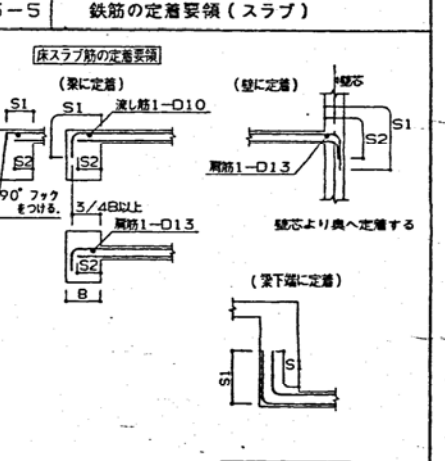 5-5 鉄筋の定着要領(スラブ)
床スラブ筋の定着要領
(梁に定着)
(壁に定着)
壁芯
S1
S1
流し筋1-D10
S1
S2
S2
S2
肩筋1-D13
90° フック
をつける.
3/4B以上
肩筋1-D13
壁芯より奥へ定着する
S2
B
(梁下端に定着)
S1
S